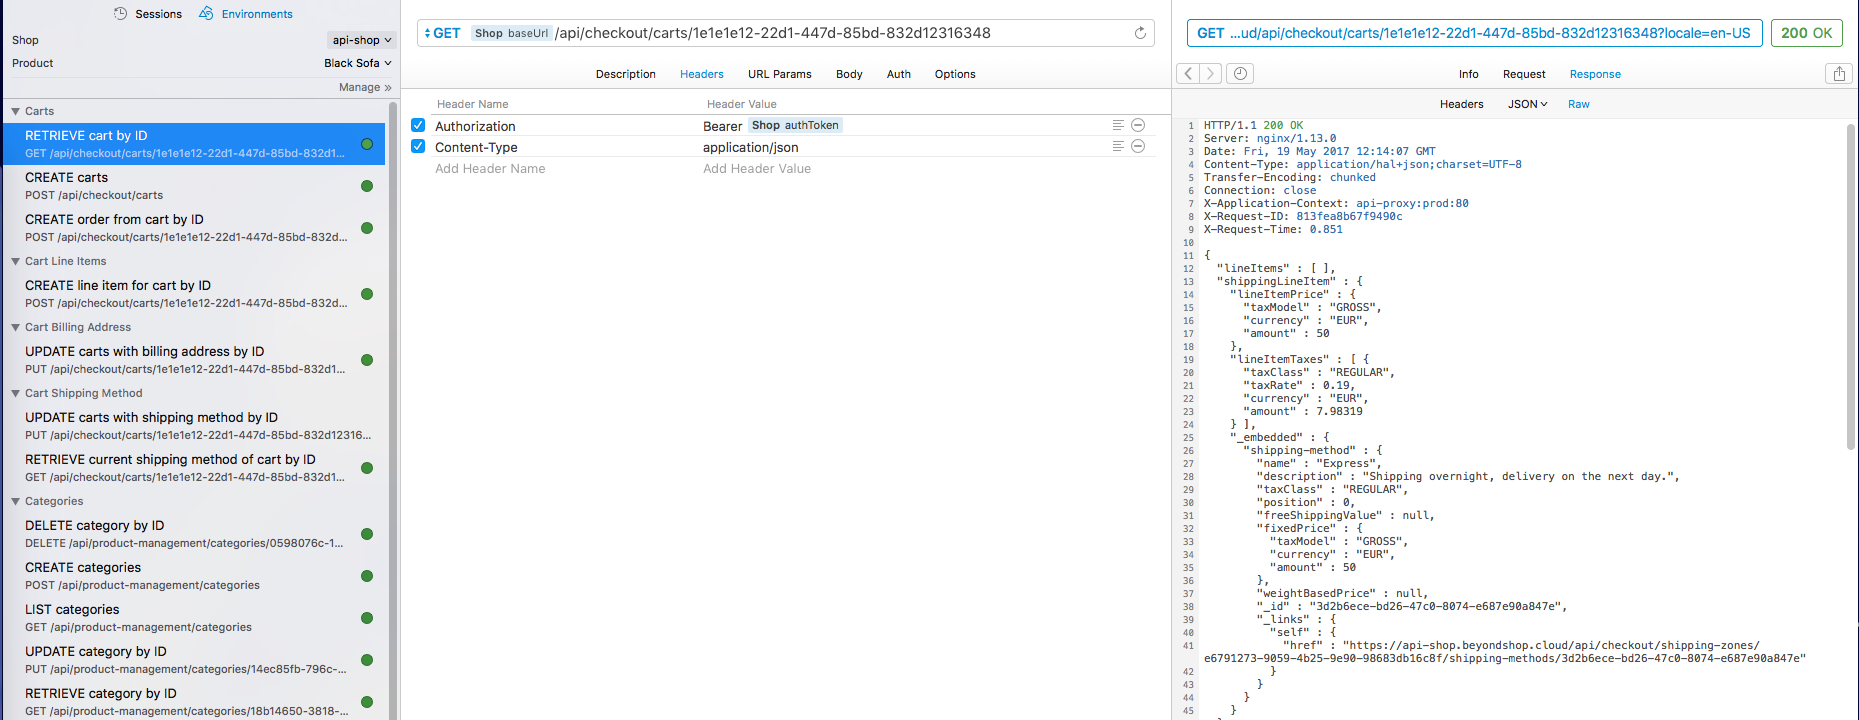 Sessions Environments
Shop api-shop
Product Black Sofa
Manage »
Carts
RETRIEVE cart by ID
GET /api/checkout/carts/1e1e1e12-22d1-447d-85bd-832d1...
CREATE carts
POST /api/checkout/carts
CREATE order from cart by ID
POST /api/checkout/carts/1e1e1e12-22d1-447d-85bd-832d...
Cart Line Items
CREATE line item for cart by ID
POST /api/checkout/carts/1e1e1e12-22d1-447d-85bd-832d...
Cart Billing Address
UPDATE carts with billing address by ID
PUT /api/checkout/carts/1e1e1e12-22d1-447d-85bd-832d1...
Cart Shipping Method
UPDATE carts with shipping method by ID
PUT /api/checkout/carts/1e1e1e12-22d1-447d-85bd-832d12316...
RETRIEVE current shipping method of cart by ID
GET /api/checkout/carts/1e1e1e12-22d1-447d-85bd-832d1...
Categories
DELETE category by ID
DELETE /api/product-management/categories/0598076c-1...
CREATE categories
POST /api/product-management/categories
LIST categories
GET /api/product-management/categories
UPDATE category by ID
PUT /api/product-management/categories/14ec85fb-796c-...
RETRIEVE category by ID
GET /api/product-management/categories/18b14650-3818-...
GET Shop baseUrl /api/checkout/carts/1e1e1e12-22d1-447d-85bd-832d12316348
Description Headers URL Params Body Auth Options
Header Name Header Value
Authorization Bearer Shop authToken
Content-Type application/json
Add Header Name Add Header Value
GET ...ud/api/checkout/carts/1e1e1e12-22d1-447d-85bd-832d12316348?locale=en-US 200 OK
Info Request Response
Headers JSON Raw
1 HTTP/1.1 200 OK
2 Server: nginx/1.13.0
3 Date: Fri, 19 May 2017 12:14:07 GMT
4 Content-Type: application/hal+json;charset=UTF-8
5 Transfer-Encoding: chunked
6 Connection: close
7 X-Application-Context: api-proxy:prod:80
8 X-Request-ID: 813fea8b67f9490c
9 X-Request-Time: 0.851
10
11 {
12 "lineItems" : [ ],
13 "shippingLineItem" : {
14 "lineItemPrice" : {
15 "taxModel" : "GROSS",
16 "currency" : "EUR",
17 "amount" : 50
18 },
19 "lineItemTaxes" : [ {
20 "taxClass" : "REGULAR",
21 "taxRate" : 0.19,
22 "currency" : "EUR",
23 "amount" : 7.98319
24 } ],
25 "_embedded" : {
26 "shipping-method" : {
27 "name" : "Express",
28 "description" : "Shipping overnight, delivery on the next day.",
29 "taxClass" : "REGULAR",
30 "position" : 0,
31 "freeShippingValue" : null,
32 "fixedPrice" : {
33 "taxModel" : "GROSS",
34 "currency" : "EUR",
35 "amount" : 50
36 },
37 "weightBasedPrice" : null,
38 "_id" : "3d2b6ece-bd26-47c0-8074-e687e90a847e",
39 "_links" : {
40 "self" : {
41 "href" : "https://api-shop.beyondshop.cloud/api/checkout/shipping-zones/
e6791273-9059-4b25-9e90-98683db16c8f/shipping-methods/3d2b6ece-bd26-47c0-8074-e687e90a847e"
42 }
43 }
44 }
45 }